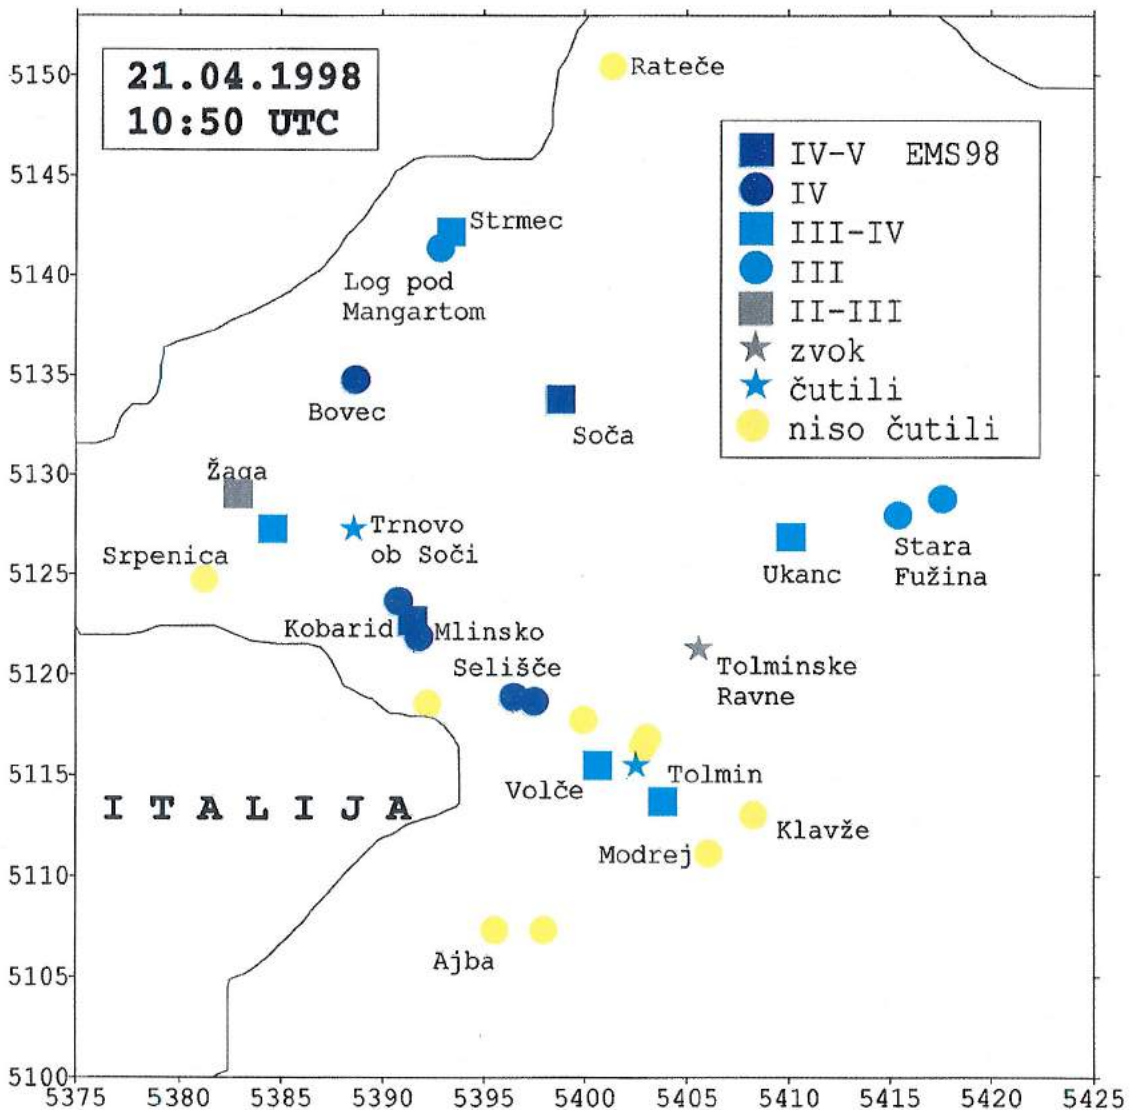 21.04.1998
10:50 UTC
IV-V EMS98
IV
III-IV
III
II-III
zvok
čutili
niso čutili
Rateče
Strmec
Log pod
Mangartom
Bovec
Soča
Žaga
Srpenica
Trnovo
ob Soči
Kobarid
Mlinsko
Selišče
Ukanc
Stara
Fužina
Tolminske
Ravne
Volče
Tolmin
Klavže
Modrej
Ajba
ITALIJA
5150
5145
5140
5135
5130
5125
5120
5115
5110
5105
5100
5375 5380 5385 5390 5395 5400 5405 5410 5415 5420 5425